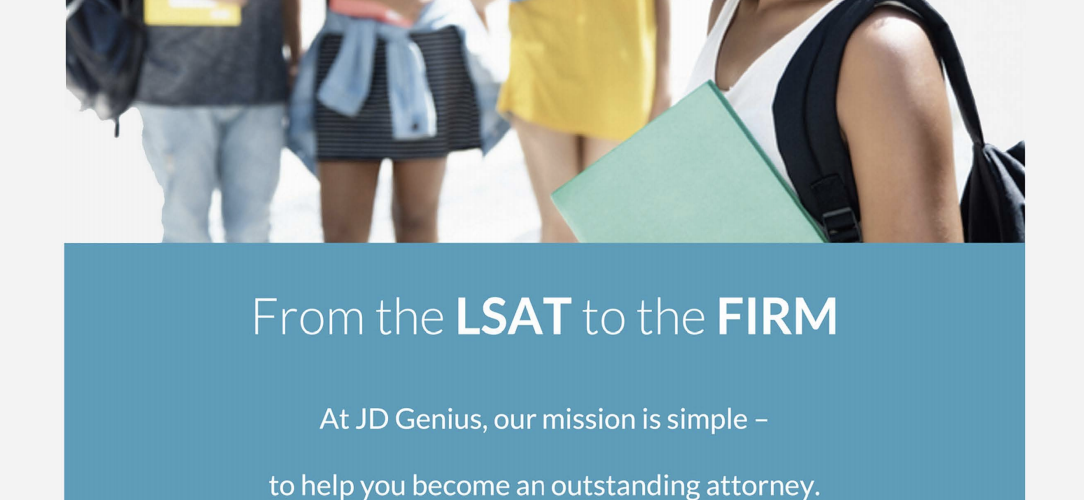 From the LSAT to the FIRM
At JD Genius, our mission is simple –
to help you become an outstanding attorney.